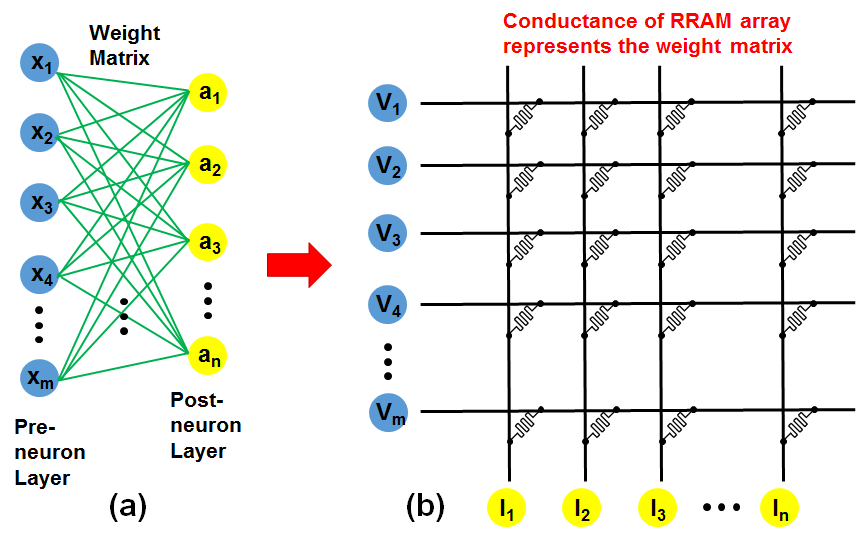 Weight
Matrix
x1
x2
x3
x4
xm
a1
a2
a3
an
Pre-
neuron
Layer
Post-
neuron
Layer
(a)
Conductance of RRAM array
represents the weight matrix
V1
V2
V3
V4
Vm
I1 I2 I3 In
(b)